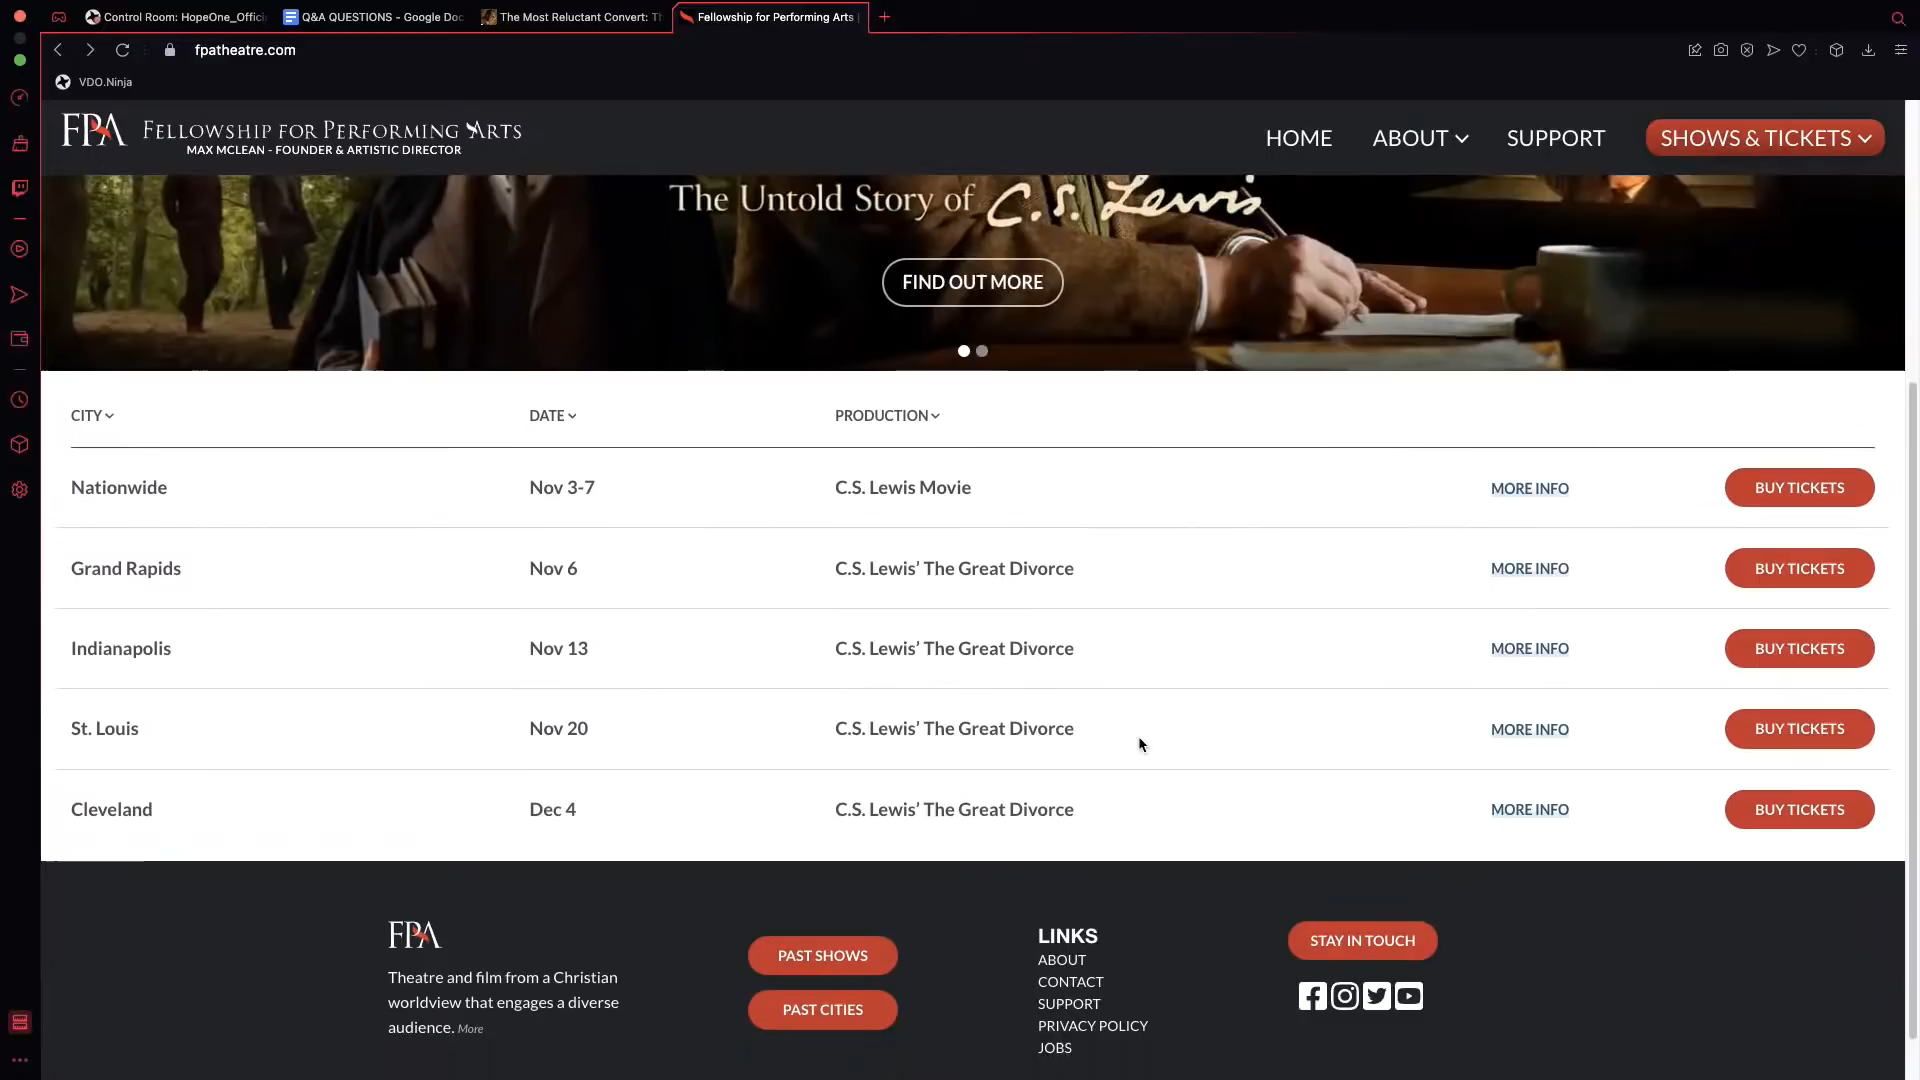 Control Room: HopeOne_Offici
Q&A QUESTIONS - Google Doc
The Most Reluctant Convert: Th
Fellowship for Performing Arts |
fpatheatre.com
VDO.Ninja
FPA FELLOWSHIP FOR PERFORMING ARTS
MAX MCLEAN - FOUNDER & ARTISTIC DIRECTOR
HOME ABOUT SUPPORT SHOWS & TICKETS
The Untold Story of C.S. Lewis
FIND OUT MORE
CITY DATE PRODUCTION
Nationwide Nov 3-7 C.S. Lewis Movie MORE INFO BUY TICKETS
Grand Rapids Nov 6 C.S. Lewis’ The Great Divorce MORE INFO BUY TICKETS
Indianapolis Nov 13 C.S. Lewis’ The Great Divorce MORE INFO BUY TICKETS
St. Louis Nov 20 C.S. Lewis’ The Great Divorce MORE INFO BUY TICKETS
Cleveland Dec 4 C.S. Lewis’ The Great Divorce MORE INFO BUY TICKETS
FPA
Theatre and film from a Christian
worldview that engages a diverse
audience. More
PAST SHOWS
PAST CITIES
LINKS
ABOUT
CONTACT
SUPPORT
PRIVACY POLICY
JOBS
STAY IN TOUCH